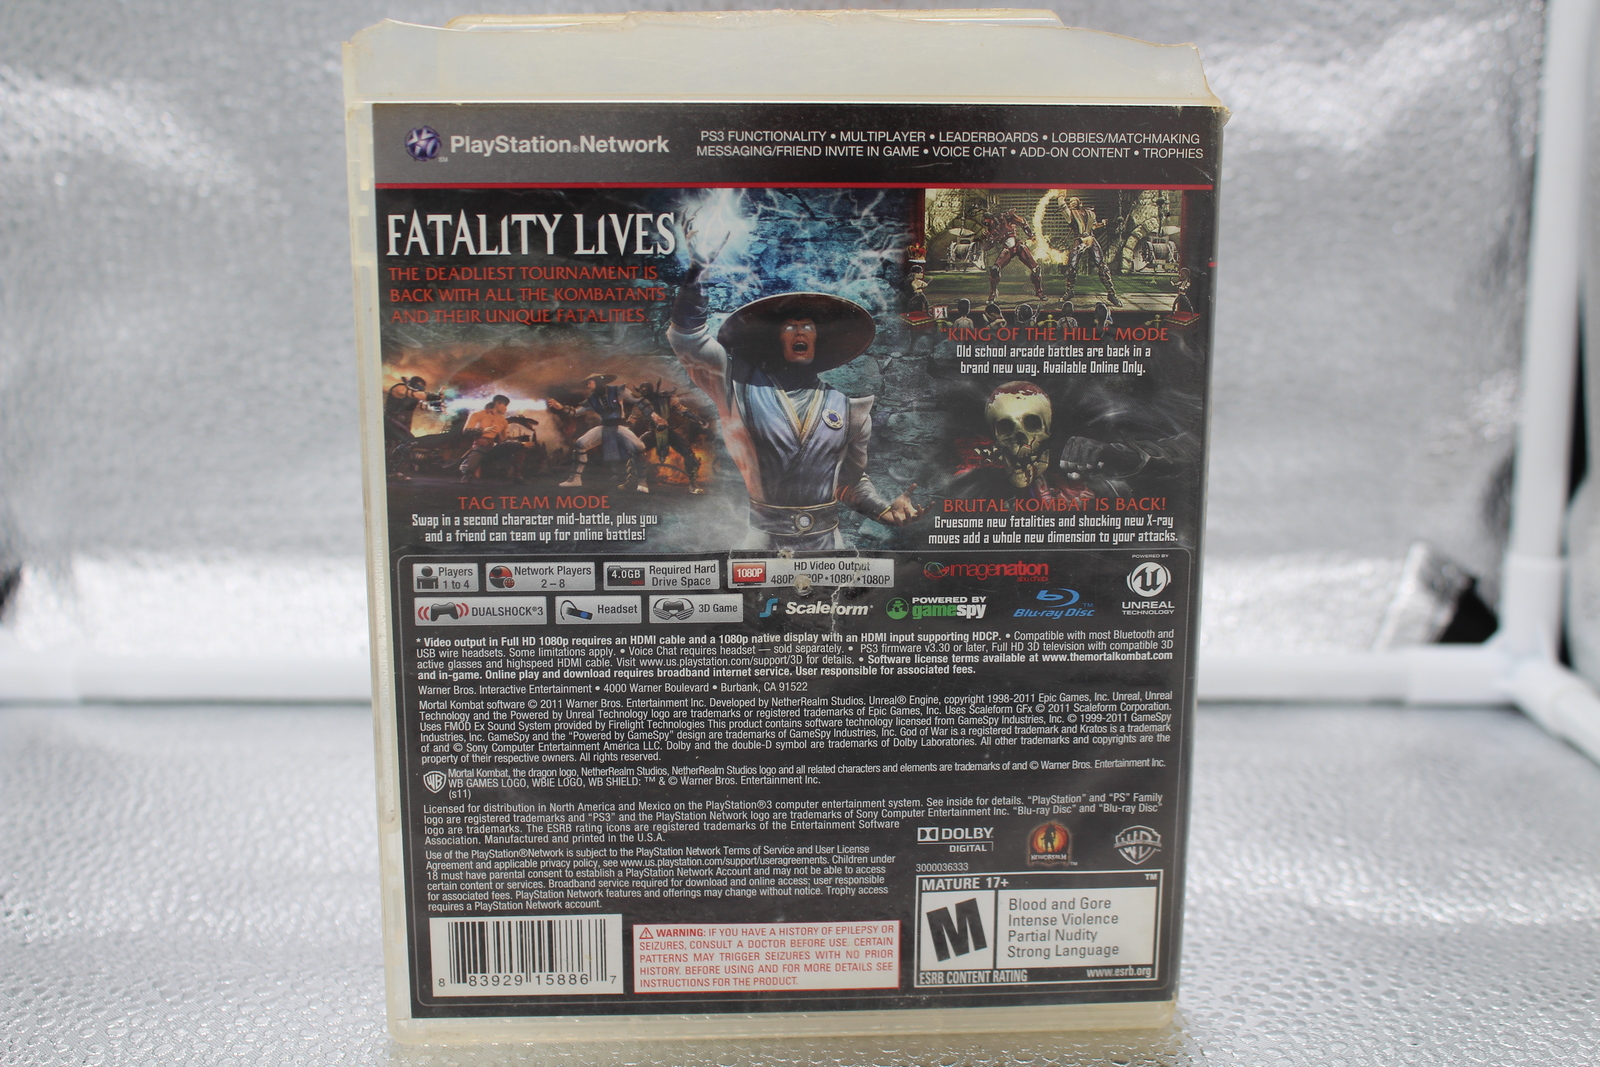 PlayStation®Network
PS3 FUNCTIONALITY • MULTIPLAYER • LEADERBOARDS • LOBBIES/MATCHMAKING
MESSAGING/FRIEND INVITE IN GAME • VOICE CHAT • ADD-ON CONTENT • TROPHIES
FATALITY LIVES
THE DEADLIEST TOURNAMENT IS
BACK WITH ALL THE KOMBATANTS
AND THEIR UNIQUE FATALITIES.
"KING OF THE HILL" MODE
Old school arcade battles are back in a
brand new way. Available Online Only.
TAG TEAM MODE
Swap in a second character mid-battle, plus you
and a friend can team up for online battles!
BRUTAL KOMBAT IS BACK!
Gruesome new fatalities and shocking new X-ray
moves add a whole new dimension to your attacks.
Players
1 to 4
Network Players
2 – 8
4.0GB
Required Hard
Drive Space
1080P
HD Video Output
480P 720P • 1080i • 1080P
imagenation
abu dhabi
POWERED BY
UNREAL
TECHNOLOGY
DUALSHOCK®3
Headset
3D Game
Scaleform®
POWERED BY
gamespy
Blu-ray Disc™
* Video output in Full HD 1080p requires an HDMI cable and a 1080p native display with an HDMI input supporting HDCP. • Compatible with most Bluetooth and
USB wire headsets. Some limitations apply. • Voice Chat requires headset — sold separately. • PS3 firmware v3.30 or later, Full HD 3D television with compatible 3D
active glasses and highspeed HDMI cable. Visit www.us.playstation.com/support/3D for details. • Software license terms available at www.themortalkombat.com
and in-game. Online play and download requires broadband internet service. User responsible for associated fees.
Warner Bros. Interactive Entertainment • 4000 Warner Boulevard • Burbank, CA 91522
Mortal Kombat software © 2011 Warner Bros. Entertainment Inc. Developed by NetherRealm Studios. Unreal® Engine, copyright 1998-2011 Epic Games, Inc. Unreal, Unreal
Technology and the Powered by Unreal Technology logo are trademarks or registered trademarks of Epic Games, Inc. Uses Scaleform GFx © 2011 Scaleform Corporation.
Uses FMOD Ex Sound System provided by Firelight Technologies This product contains software technology licensed from GameSpy Industries, Inc. © 1999-2011 GameSpy
Industries, Inc. GameSpy and the "Powered by GameSpy" design are trademarks of GameSpy Industries, Inc. God of War is a registered trademark and Kratos is a trademark
of and © Sony Computer Entertainment America LLC. Dolby and the double-D symbol are trademarks of Dolby Laboratories. All other trademarks and copyrights are the
property of their respective owners. All rights reserved.
Mortal Kombat, the dragon logo, NetherRealm Studios, NetherRealm Studios logo and all related characters and elements are trademarks of and © Warner Bros. Entertainment Inc.
WB GAMES LOGO, WBIE LOGO, WB SHIELD: ™ & © Warner Bros. Entertainment Inc.
(s11)
Licensed for distribution in North America and Mexico on the PlayStation®3 computer entertainment system. See inside for details. "PlayStation" and "PS" Family
logo are registered trademarks and "PS3" and the PlayStation Network logo are trademarks of Sony Computer Entertainment Inc. "Blu-ray Disc" and "Blu-ray Disc"
logo are trademarks. The ESRB rating icons are registered trademarks of the Entertainment Software
Association. Manufactured and printed in the U.S.A.
Use of the PlayStation®Network is subject to the PlayStation Network Terms of Service and User License
Agreement and applicable privacy policy, see www.us.playstation.com/support/useragreements. Children under
18 must have parental consent to establish a PlayStation Network Account and may not be able to access
certain content or services. Broadband service required for download and online access; user responsible
for associated fees. PlayStation Network features and offerings may change without notice. Trophy access
requires a PlayStation Network account.
DOLBY
DIGITAL
3000036333
MATURE 17+ ™
M
Blood and Gore
Intense Violence
Partial Nudity
Strong Language
ESRB CONTENT RATING www.esrb.org
8 83929 15886 7
WARNING: IF YOU HAVE A HISTORY OF EPILEPSY OR
SEIZURES, CONSULT A DOCTOR BEFORE USE. CERTAIN
PATTERNS MAY TRIGGER SEIZURES WITH NO PRIOR
HISTORY. BEFORE USING AND FOR MORE DETAILS SEE
INSTRUCTIONS FOR THE PRODUCT.